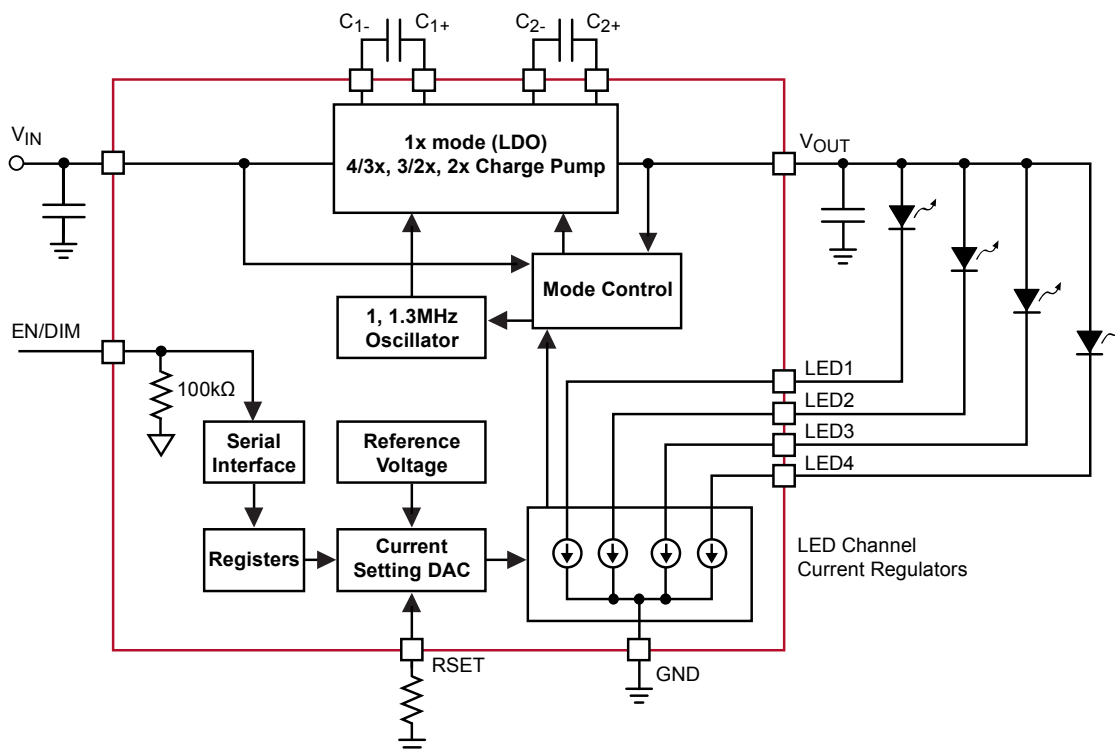 C1- C1+ C2- C2+
VIN
1x mode (LDO)
4/3x, 3/2x, 2x Charge Pump
VOUT
Mode Control
1, 1.3MHz
Oscillator
EN/DIM
100kΩ
LED1
LED2
LED3
LED4
Serial
Interface
Reference
Voltage
Registers
Current
Setting DAC
LED Channel
Current Regulators
RSET
GND